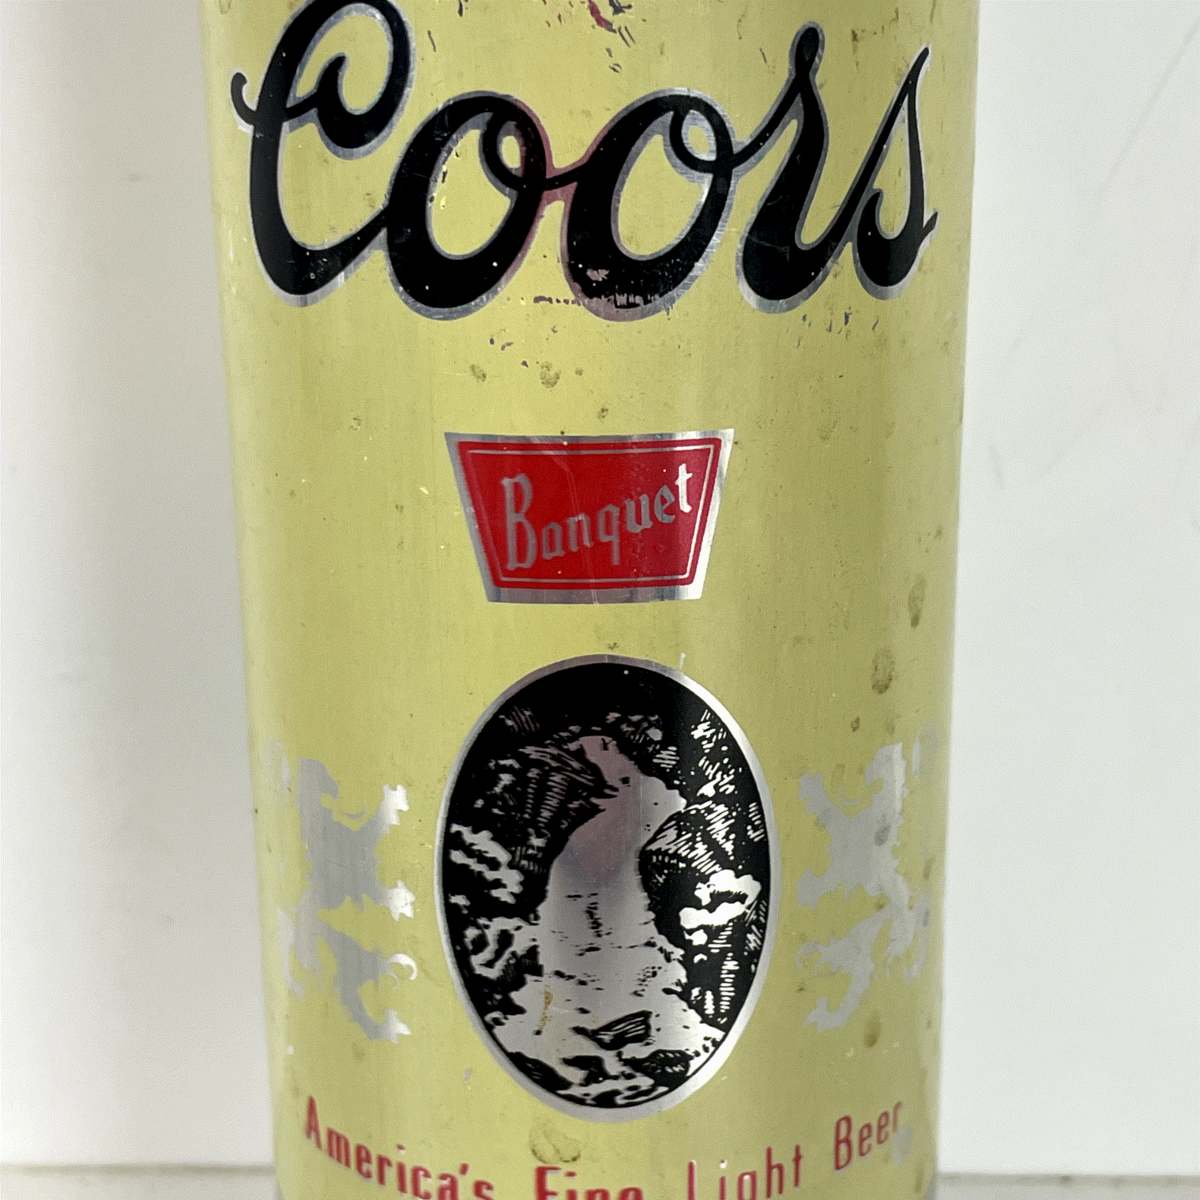 Coors
Banquet
America's Fine Light Beer